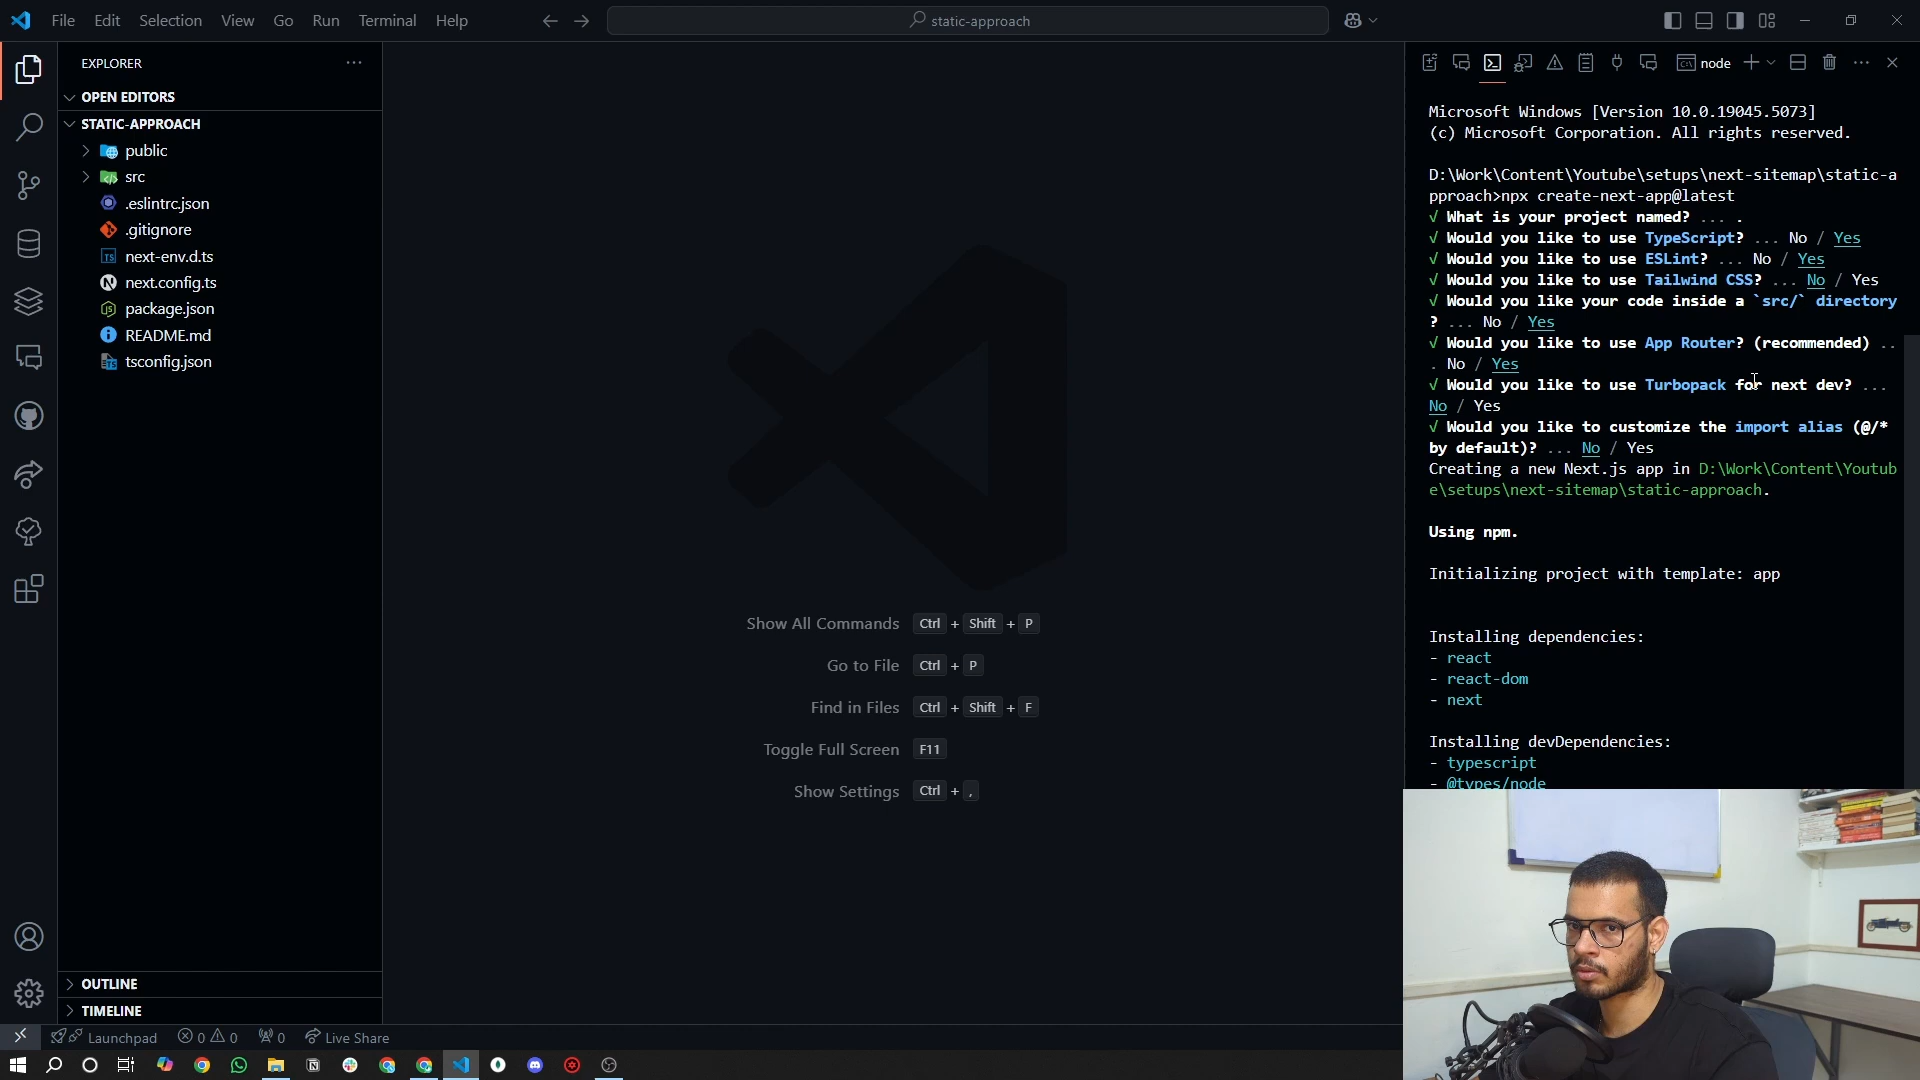 File Edit Selection View Go Run Terminal Help
static-approach
EXPLORER
OPEN EDITORS
STATIC-APPROACH
public
src
.eslintrc.json
.gitignore
next-env.d.ts
next.config.ts
package.json
README.md
tsconfig.json
OUTLINE
TIMELINE
Show All Commands Ctrl + Shift + P
Go to File Ctrl + P
Find in Files Ctrl + Shift + F
Toggle Full Screen F11
Show Settings Ctrl + ,
node
Microsoft Windows [Version 10.0.19045.5073]
(c) Microsoft Corporation. All rights reserved.
D:\Work\Content\Youtube\setups\next-sitemap\static-a
pproach>npx create-next-app@latest
√ What is your project named? ... .
√ Would you like to use TypeScript? ... No / Yes
√ Would you like to use ESLint? ... No / Yes
√ Would you like to use Tailwind CSS? ... No / Yes
√ Would you like your code inside a `src/` directory
? ... No / Yes
√ Would you like to use App Router? (recommended) ..
. No / Yes
√ Would you like to use Turbopack for next dev? ...
No / Yes
√ Would you like to customize the import alias (@/*
by default)? ... No / Yes
Creating a new Next.js app in D:\Work\Content\Youtub
e\setups\next-sitemap\static-approach.
Using npm.
Initializing project with template: app
Installing dependencies:
- react
- react-dom
- next
Installing devDependencies:
- typescript
- @types/node
Launchpad 0 0 0 Live Share